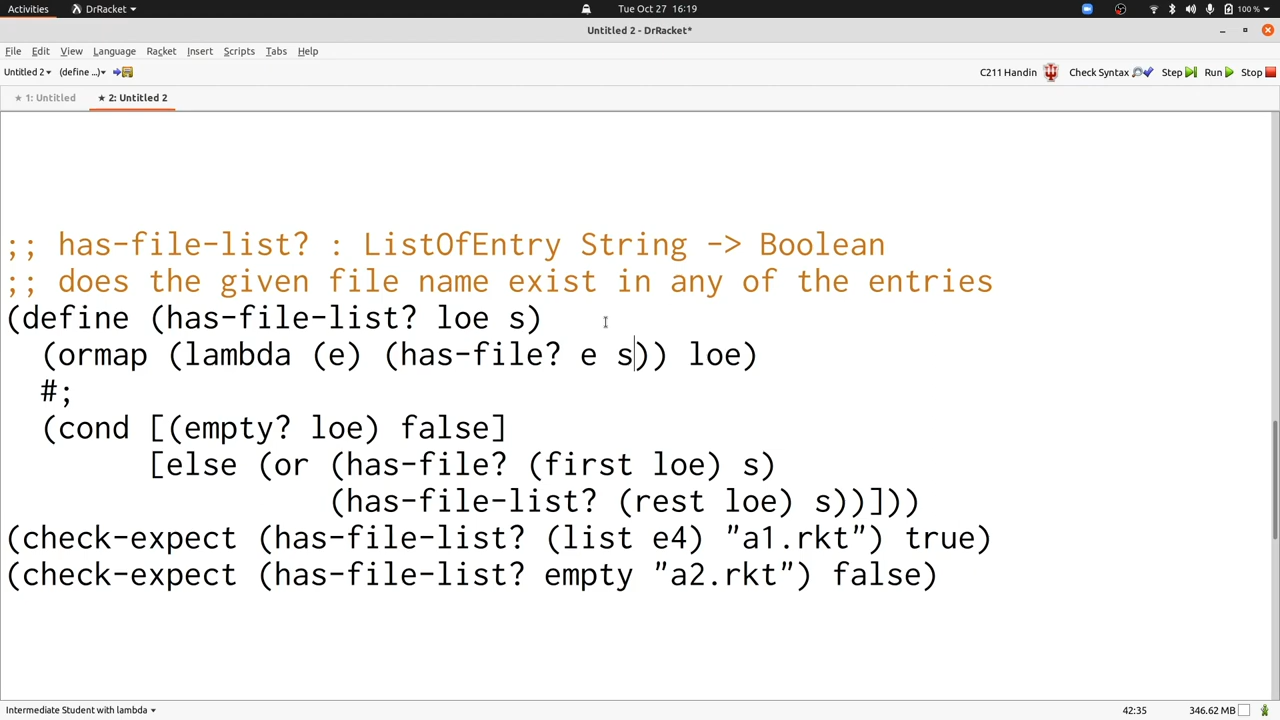 Activities DrRacket Tue Oct 27 16:19 100 %
Untitled 2 - DrRacket*
File Edit View Language Racket Insert Scripts Tabs Help
Untitled 2 (define ...) C211 Handin Check Syntax Step Run Stop
★ 1: Untitled ★ 2: Untitled 2
;; has-file-list? : ListOfEntry String -> Boolean
;; does the given file name exist in any of the entries
(define (has-file-list? loe s)
(ormap (lambda (e) (has-file? e s)) loe)
#;
(cond [(empty? loe) false]
[else (or (has-file? (first loe) s)
(has-file-list? (rest loe) s))]))
(check-expect (has-file-list? (list e4) "a1.rkt") true)
(check-expect (has-file-list? empty "a2.rkt") false)
Intermediate Student with lambda 42:35 346.62 MB